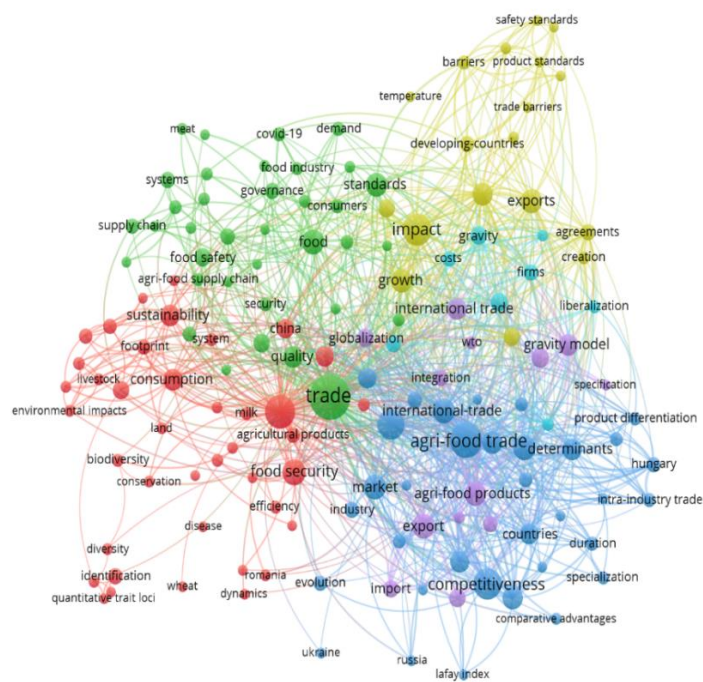 safety standards
barriers
product standards
temperature
trade barriers
meat
covid-19
demand
developing-countries
food industry
systems
governance
standards
consumers
exports
supply chain
impact
gravity
agreements
food
food safety
costs
creation
agri-food supply chain
growth
firms
security
international trade
liberalization
sustainability
china
globalization
footprint
system
wto
gravity model
quality
livestock
consumption
integration
specification
trade
environmental impacts
milk
international-trade
product differentiation
land
agricultural products
agri-food trade
determinants
biodiversity
food security
hungary
conservation
market
agri-food products
intra-industry trade
efficiency
industry
disease
export
countries
diversity
duration
identification
romania
evolution
competitiveness
specialization
quantitative trait loci
wheat
dynamics
import
comparative advantages
ukraine
russia
lafay index